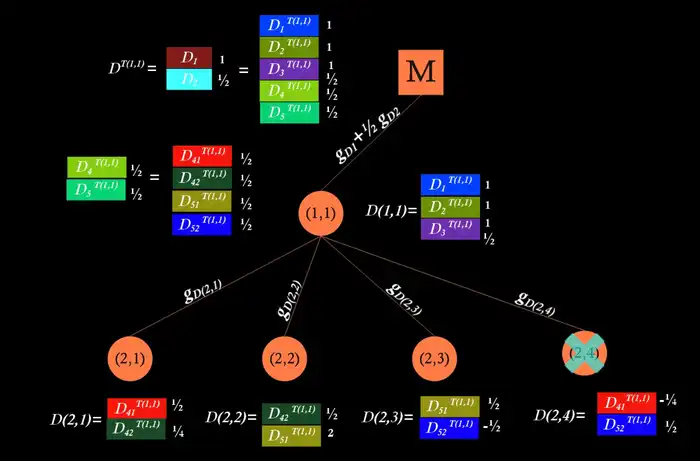 D^{T(1,1)} = D_1 1 D_2 ½ = D_1^{T(1,1)} 1
D_2^{T(1,1)} 1
D_3^{T(1,1)} 1 ½
D_4^{T(1,1)} ½
D_5^{T(1,1)} ½
M
g_{D1}+½ g_{D2}
D_4^{T(1,1)} ½
D_5^{T(1,1)} ½
=
D_{41}^{T(1,1)} ½
D_{42}^{T(1,1)} ½
D_{51}^{T(1,1)} ½
D_{52}^{T(1,1)} ½
(1,1)
D(1,1)=
D_1^{T(1,1)} 1
D_2^{T(1,1)} 1
D_3^{T(1,1)} 1 ½
g_{D(2,1)}
g_{D(2,2)}
g_{D(2,3)}
g_{D(2,4)}
(2,1)
(2,2)
(2,3)
(2,4)
D(2,1)=
D_{41}^{T(1,1)} ½
D_{42}^{T(1,1)} ¼
D(2,2)=
D_{42}^{T(1,1)} ½
D_{51}^{T(1,1)} 2
D(2,3)=
D_{51}^{T(1,1)} ½
D_{52}^{T(1,1)} -½
D(2,4)=
D_{41}^{T(1,1)} -¼
D_{52}^{T(1,1)} ½